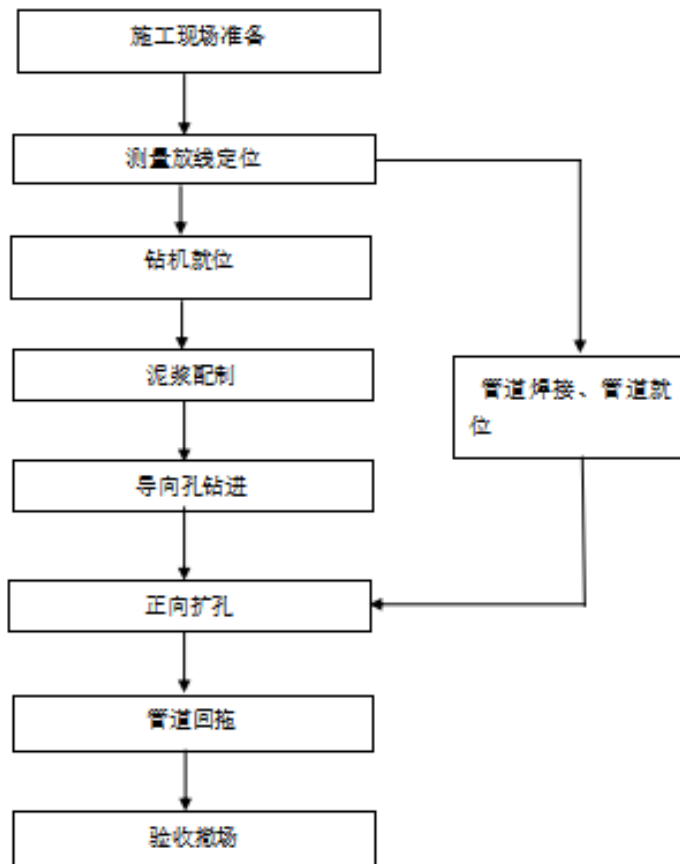 施工现场准备
测量放线定位
钻机就位
泥浆配制
管道焊接、管道就
位
导向孔钻进
正向扩孔
管道回拖
验收撤场